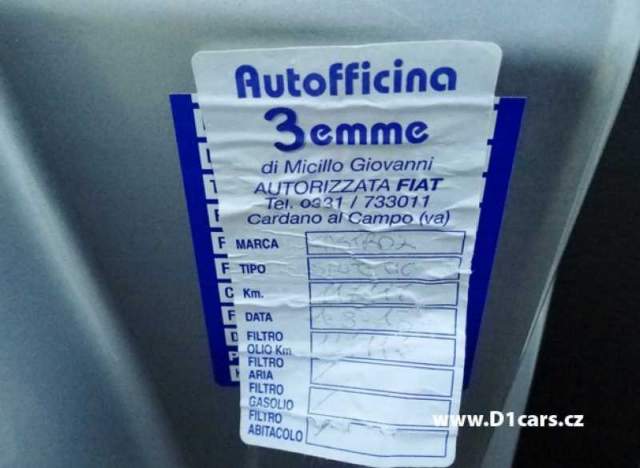 Autofficina
3emme
di Micillo Giovanni
AUTORIZZATA FIAT
Tel. 0331 / 733011
Cardano al Campo (va)
MARCA
TIPO
Km.
DATA
FILTRO
OLIO Km
FILTRO
ARIA
FILTRO
GASOLIO
FILTRO
ABITACOLO
www.D1cars.cz